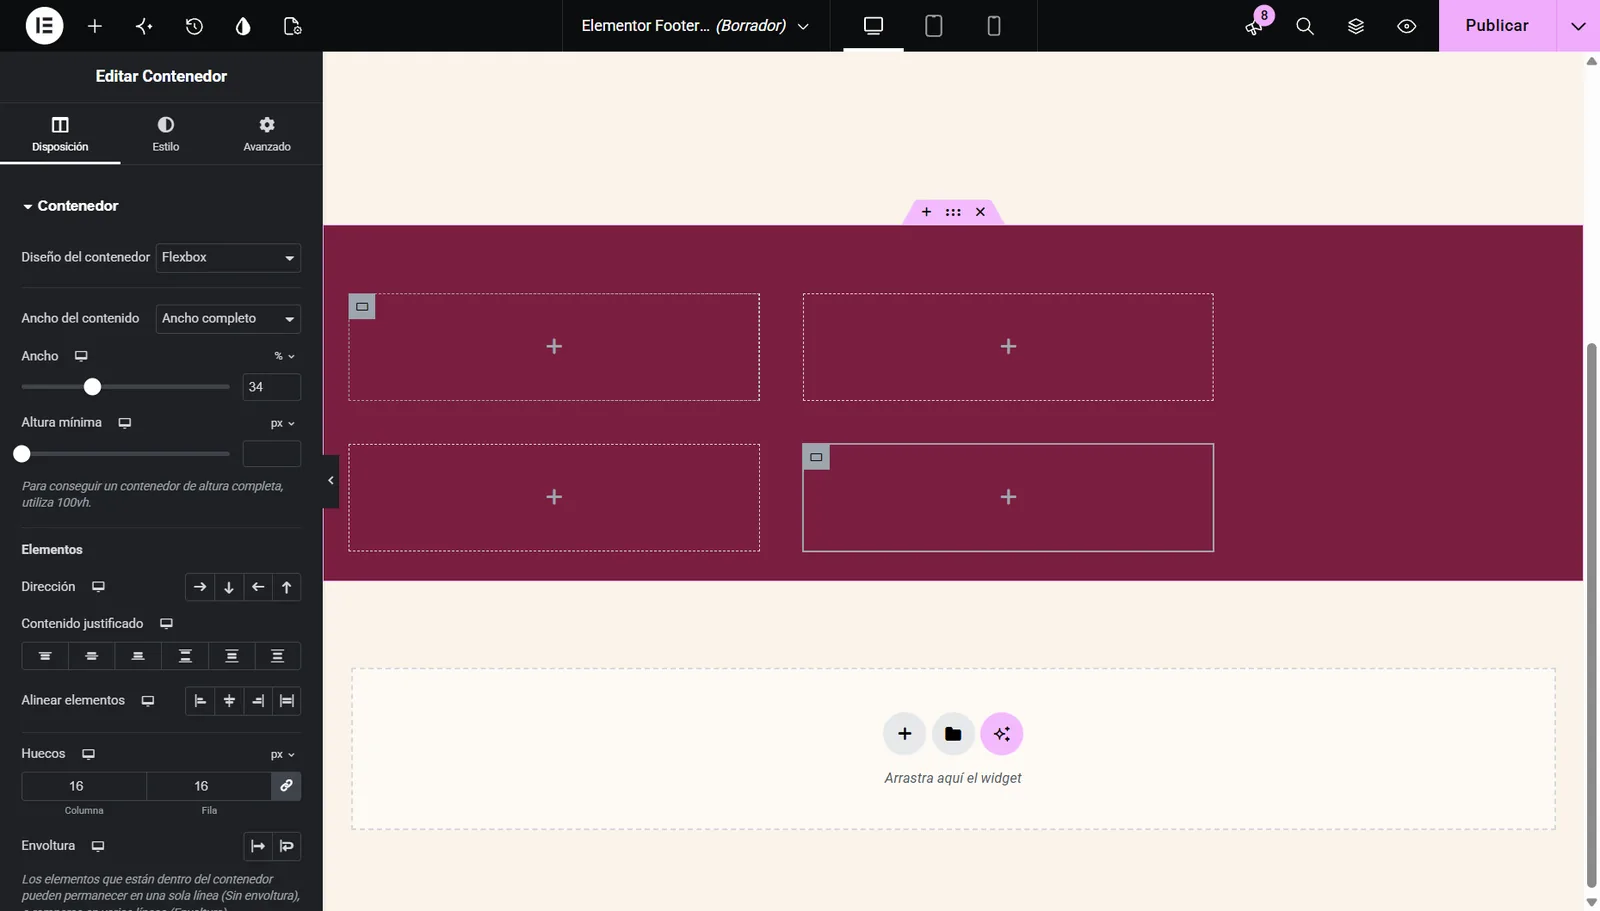 Elementor Footer... (Borrador)
8
Publicar
Editar Contenedor
Disposición
Estilo
Avanzado
Contenedor
Diseño del contenedor
Flexbox
Ancho del contenido
Ancho completo
Ancho
%
34
Altura mínima
px
Para conseguir un contenedor de altura completa,
utiliza 100vh.
Elementos
Dirección
Contenido justificado
Alinear elementos
Huecos
px
16
16
Columna
Fila
Envoltura
Los elementos que están dentro del contenedor
pueden permanecer en una sola línea (Sin envoltura),
Arrastra aquí el widget